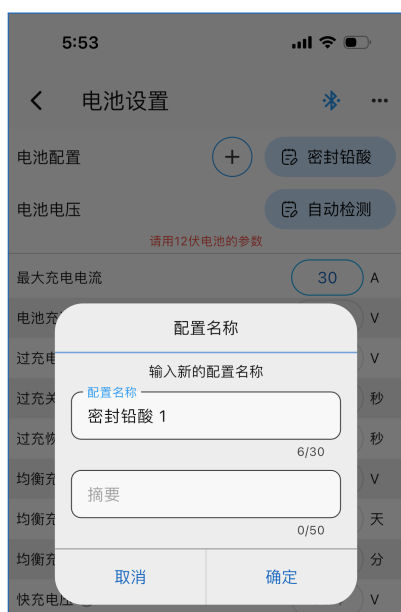 5:53
电池设置
电池配置
密封铅酸
电池电压
自动检测
请用12伏电池的参数
最大充电电流 30 A
电池充 V
过充电 V
过充关 秒
过充恢 秒
均衡充 V
均衡充 天
均衡充 分
快充电压 V
配置名称
输入新的配置名称
配置名称
密封铅酸 1
6/30
摘要
0/50
取消
确定